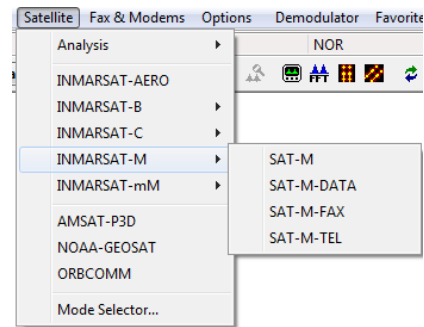 Satellite Fax & Modems Options Demodulator Favorite
Analysis NOR
INMARSAT-AERO FFT
INMARSAT-B
INMARSAT-C
INMARSAT-M SAT-M
INMARSAT-mM SAT-M-DATA
SAT-M-FAX
AMSAT-P3D SAT-M-TEL
NOAA-GEOSAT
ORBCOMM
Mode Selector...